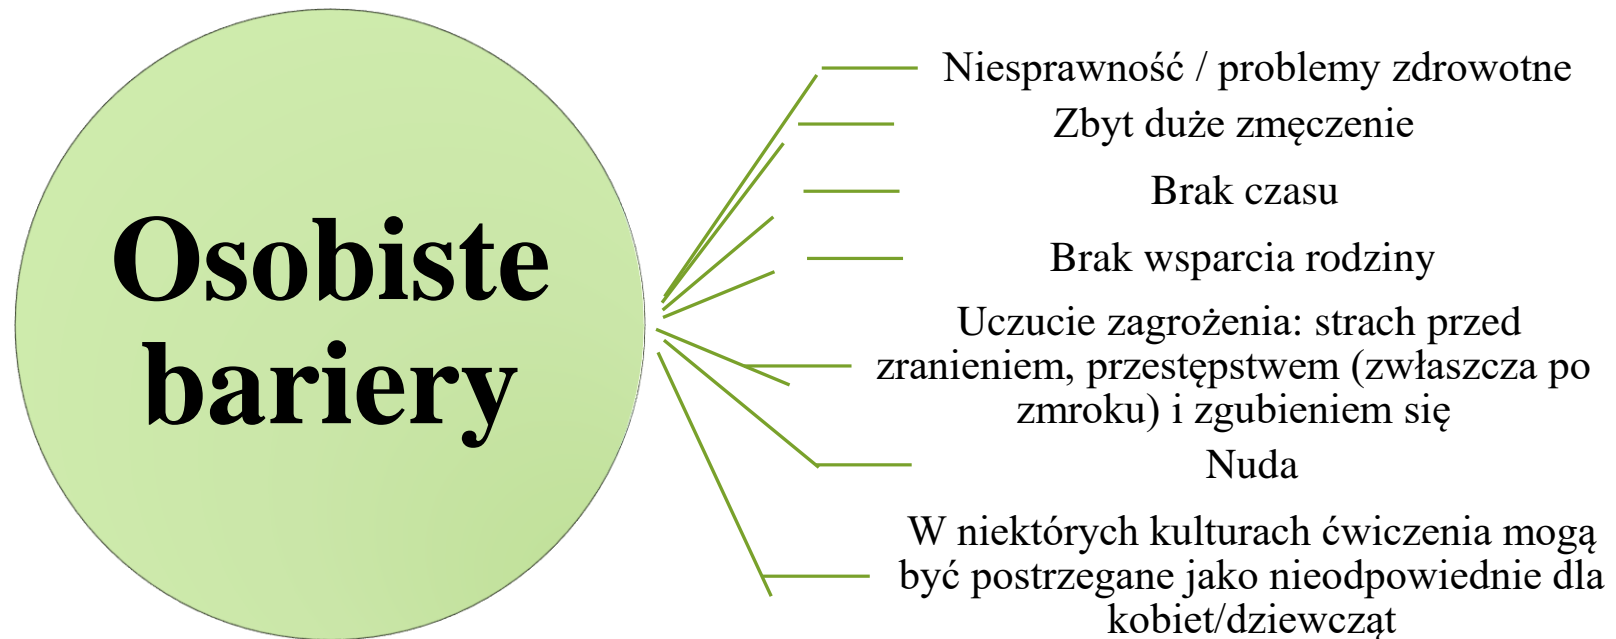 Osobiste
bariery
Niesprawność / problemy zdrowotne
Zbyt duże zmęczenie
Brak czasu
Brak wsparcia rodziny
Uczucie zagrożenia: strach przed
zranieniem, przestępstwem (zwłaszcza po
zmroku) i zgubieniem się
Nuda
W niektórych kulturach ćwiczenia mogą
być postrzegane jako nieodpowiednie dla
kobiet/dziewcząt